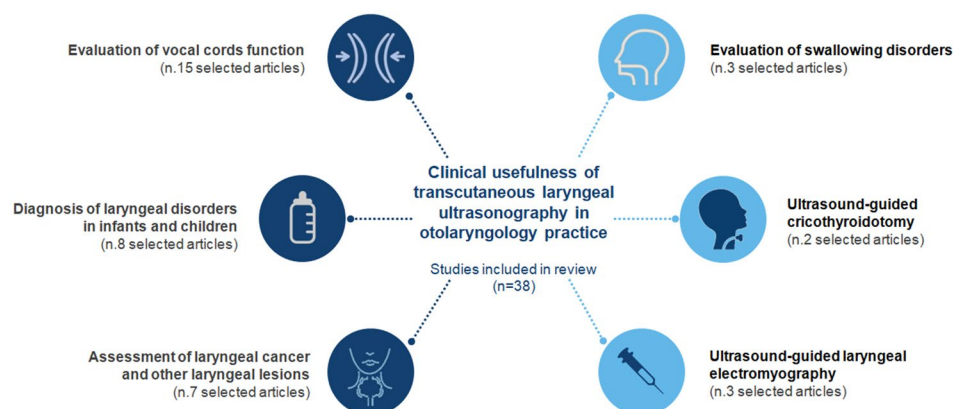 Evaluation of vocal cords function
(n.15 selected articles)
Evaluation of swallowing disorders
(n.3 selected articles)
Clinical usefulness of
transcutaneous laryngeal
ultrasonography in
otolaryngology practice
Studies included in review
(n=38)
Diagnosis of laryngeal disorders
in infants and children
(n.8 selected articles)
Ultrasound-guided
cricothyroidotomy
(n.2 selected articles)
Assessment of laryngeal cancer
and other laryngeal lesions
(n.7 selected articles)
Ultrasound-guided laryngeal
electromyography
(n.3 selected articles)